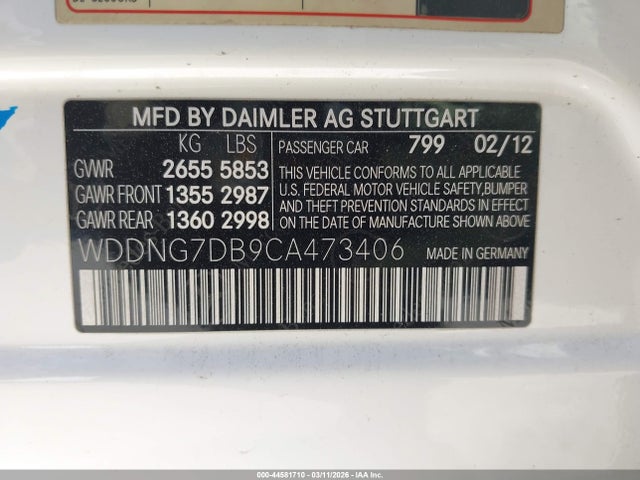 MFD BY DAIMLER AG STUTTGART
KG LBS
GVWR 2655 5853
GAWR FRONT 1355 2987
GAWR REAR 1360 2998
PASSENGER CAR 799 02/12
THIS VEHICLE CONFORMS TO ALL APPLICABLE
U.S. FEDERAL MOTOR VEHICLE SAFETY, BUMPER
AND THEFT PREVENTION STANDARDS IN EFFECT
ON THE DATE OF MANUFACTURE SHOWN ABOVE.
WDDNG7DB9CA473406 MADE IN GERMANY
000-44581710 - 03/11/2026 - COPART